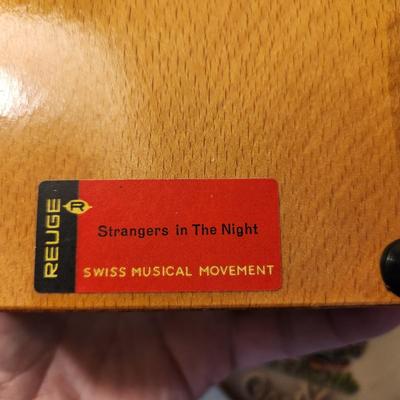 REUGE R
Strangers in The Night
SWISS MUSICAL MOVEMENT